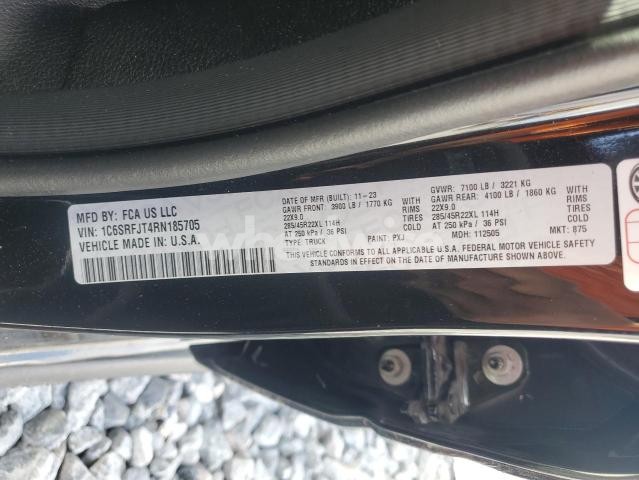 MFD BY: FCA US LLC
VIN: 1C6SRFJT4RN185705
VEHICLE MADE IN U.S.A.
DATE OF MFR (BUILT): 11-23
GAWR FRONT: 3900 LB / 1770 KG WITH
22X9.0 RIMS
285/45R22XL 114H TIRES
AT 250 kPa / 36 PSI
TYPE: TRUCK PAINT: PXJ
GVWR: 7100 LB / 3221 KG
GAWR REAR: 4100 LB / 1860 KG WITH
22X9.0 RIMS
285/45R22XL 114H TIRES
AT 250 kPa / 36 PSI
MDH: 112505 MKT: 875
THIS VEHICLE CONFORMS TO ALL APPLICABLE U.S.A. FEDERAL MOTOR VEHICLE SAFETY
STANDARDS IN EFFECT ON THE DATE OF MANUFACTURE SHOWN ABOVE.